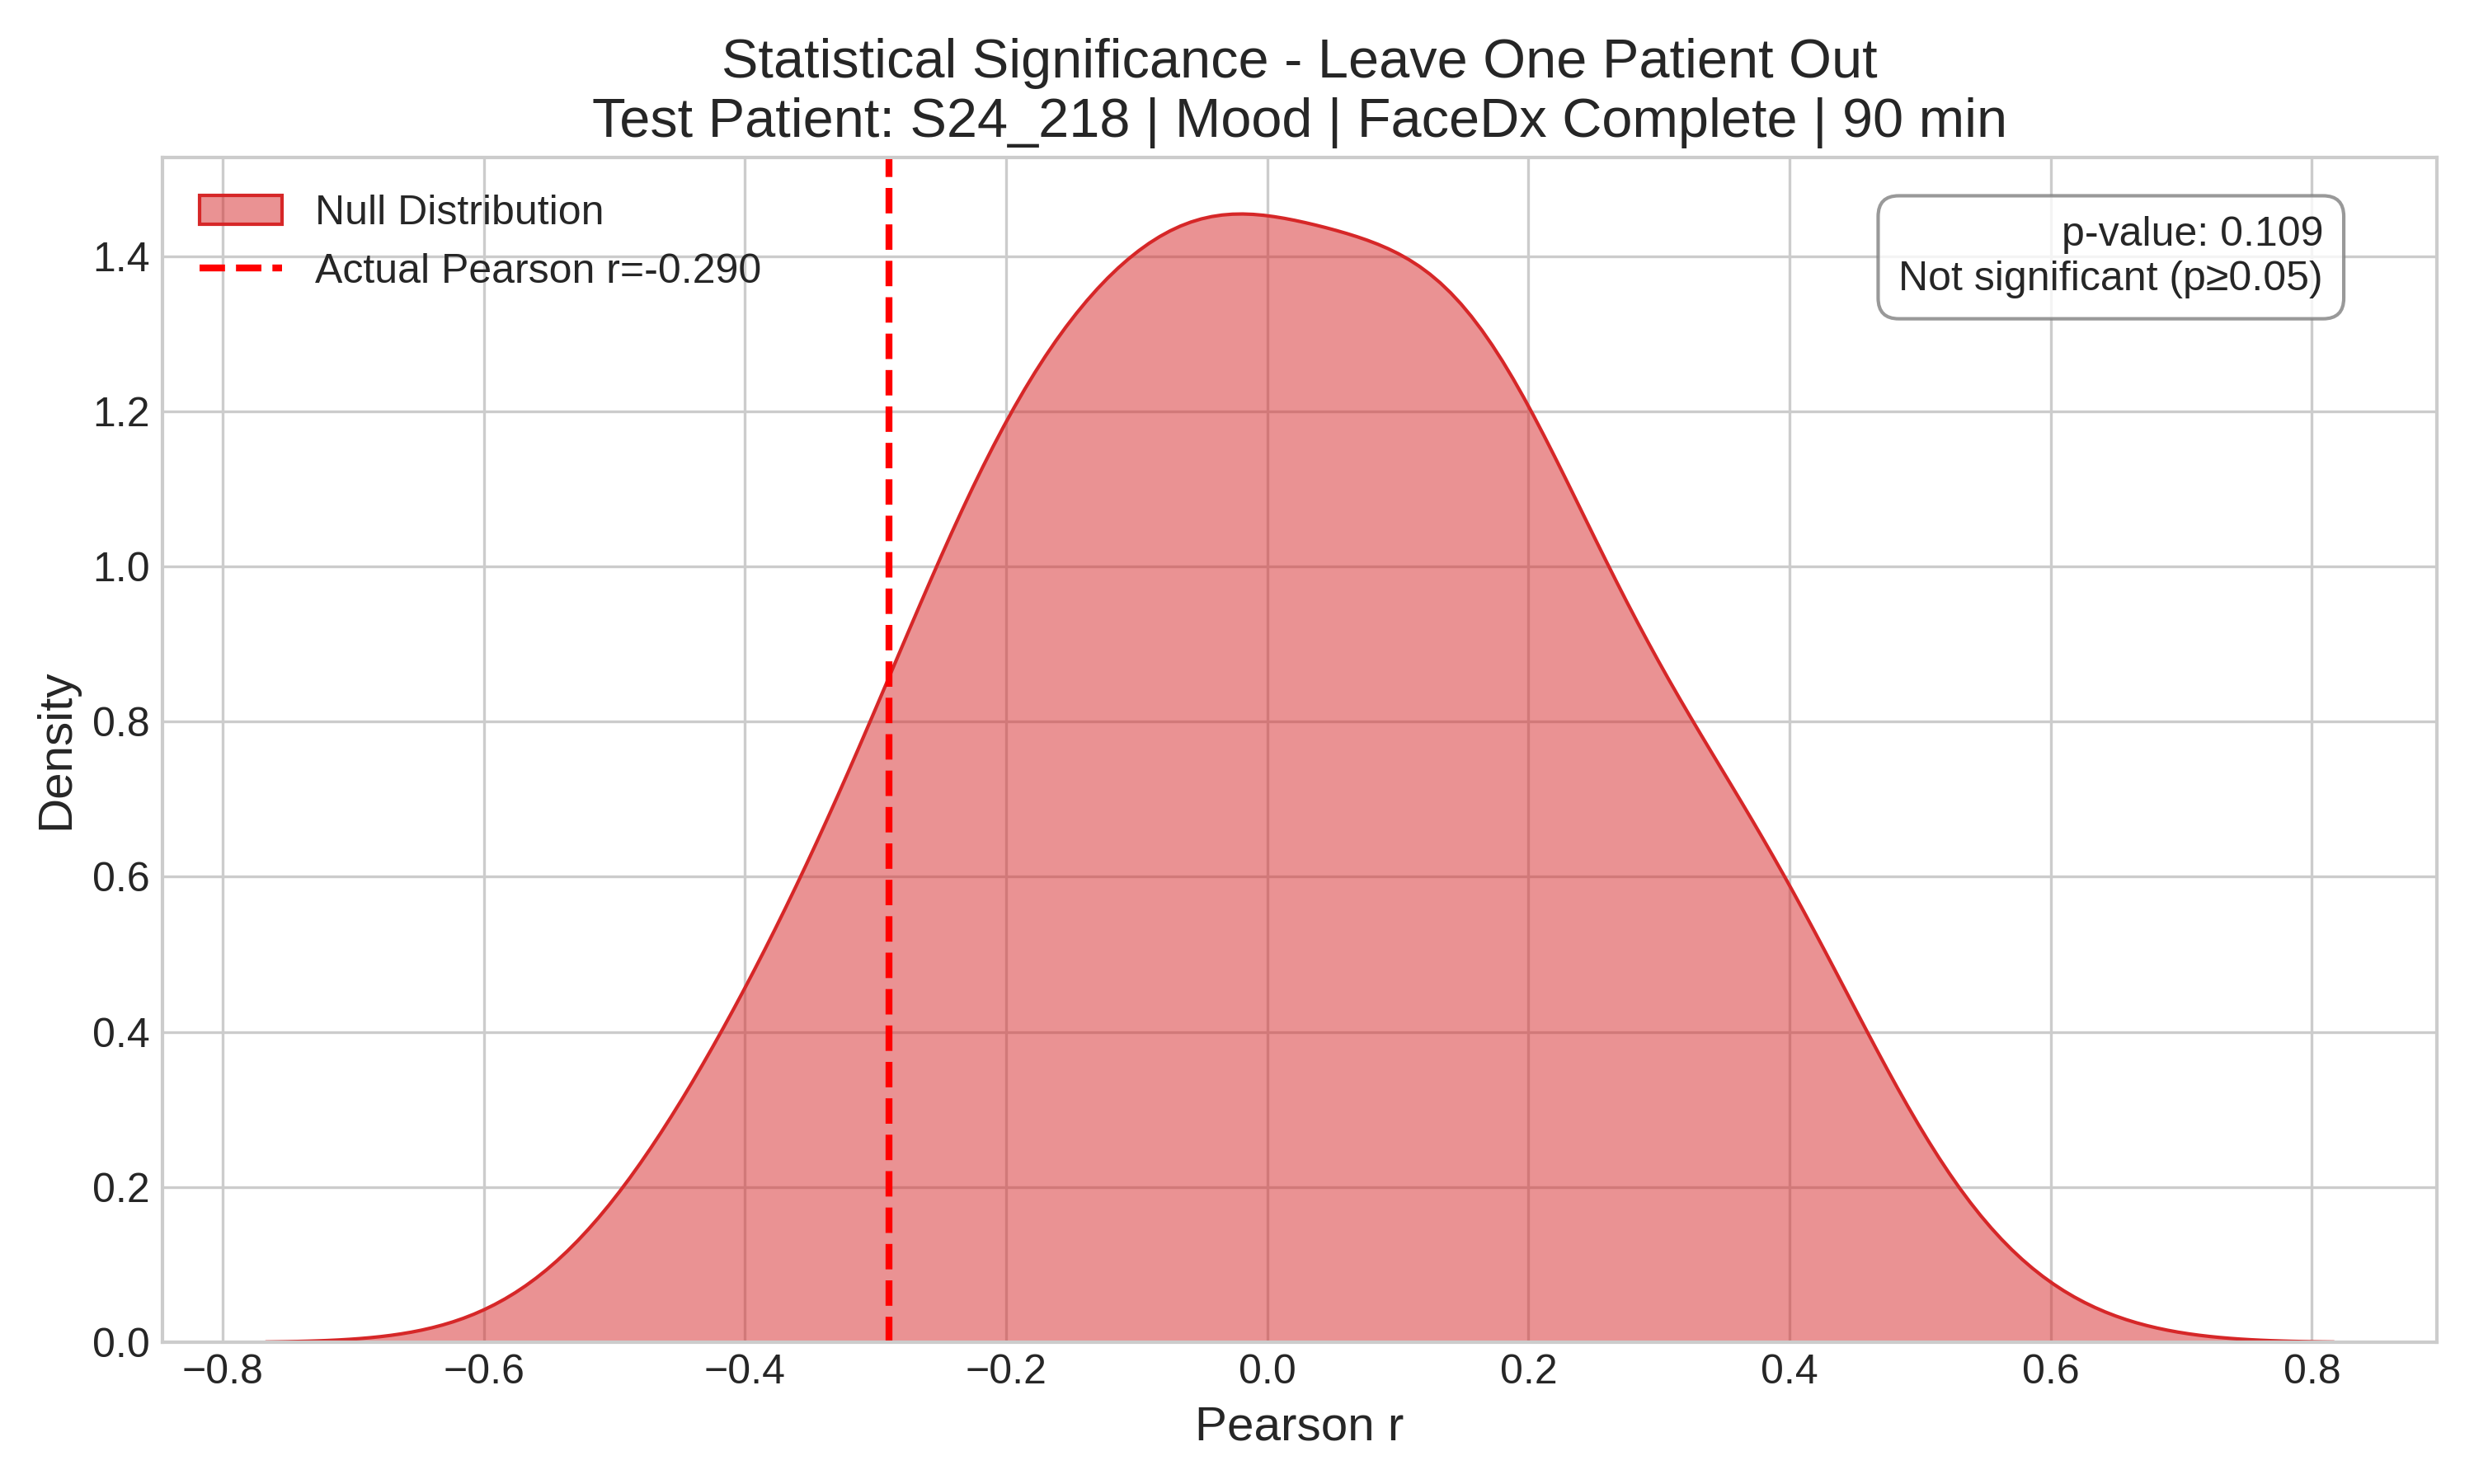 Statistical Significance - Leave One Patient Out
Test Patient: S24_218 | Mood | FaceDx Complete | 90 min
Null Distribution
Actual Pearson r=-0.290
p-value: 0.109
Not significant (p≥0.05)
Density
1.4
1.2
1.0
0.8
0.6
0.4
0.2
0.0
−0.8 −0.6 −0.4 −0.2 0.0 0.2 0.4 0.6 0.8
Pearson r